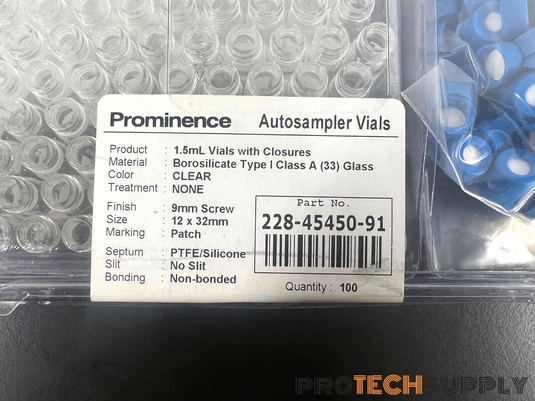 Prominence Autosampler Vials
Product : 1.5mL Vials with Closures
Material : Borosilicate Type I Class A (33) Glass
Color : CLEAR
Treatment : NONE
Finish : 9mm Screw
Size : 12 x 32mm
Marking : Patch
Septum : PTFE/Silicone
Slit : No Slit
Bonding : Non-bonded
Part No.
228-45450-91
Quantity : 100
PROTECHSUPPLY